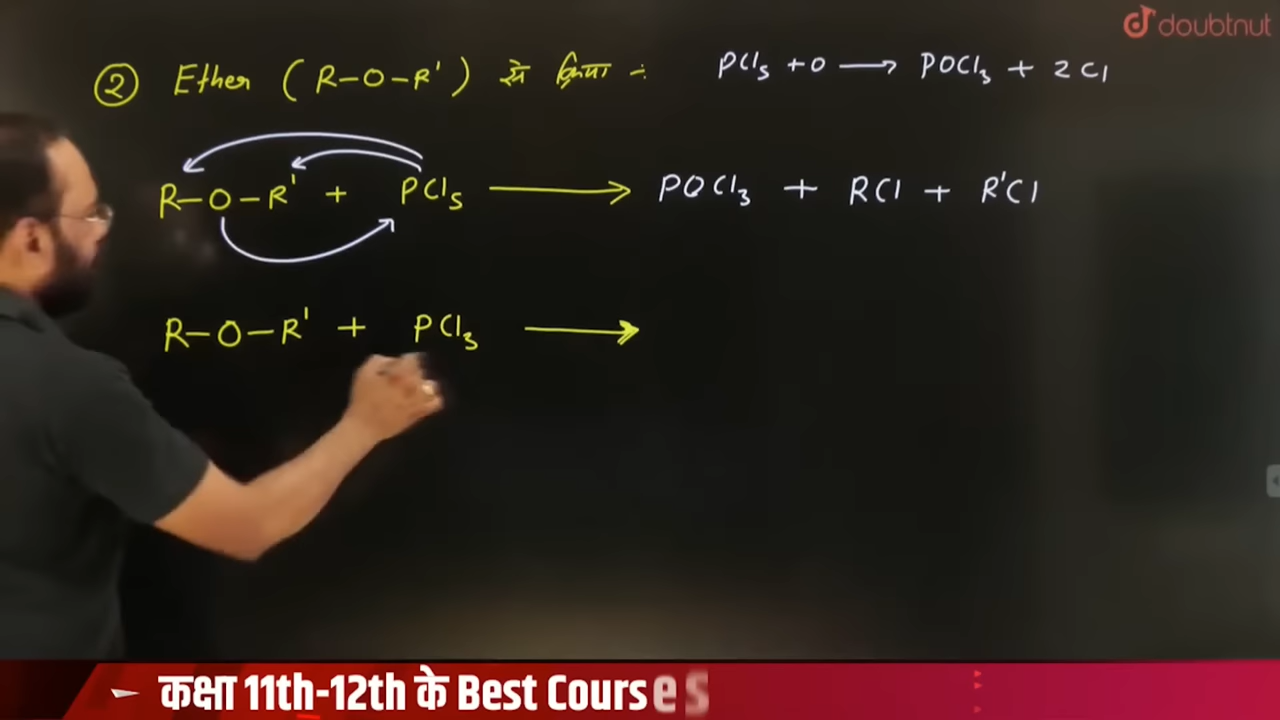 doubtnut
② Ether (R-O-R') से क्रिया :-
PCl₅ + O ⟶ POCl₃ + 2Cl
R-O-R' + PCl₅ ⟶ POCl₃ + RCl + R'Cl
R-O-R' + PCl₃ ⟶
कक्षा 11th-12th के Best Courses